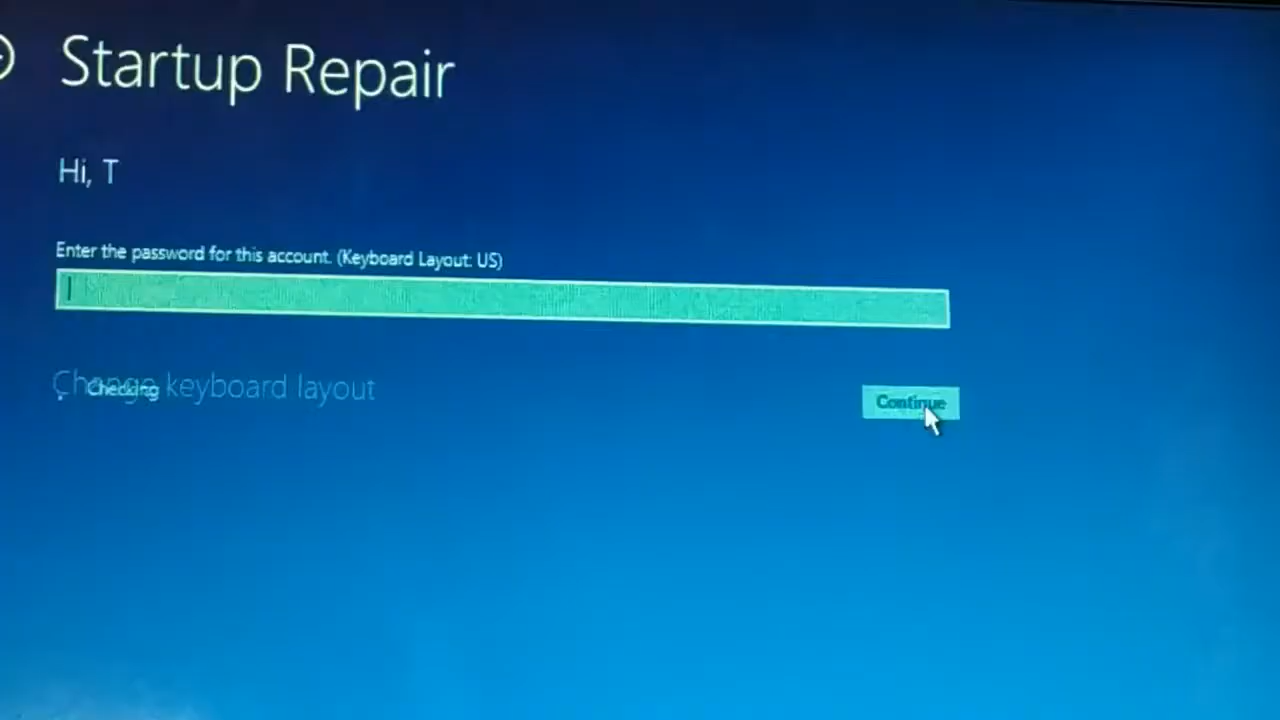 Startup Repair
Hi, T
Enter the password for this account. (Keyboard Layout: US)
Change keyboard layout
Checking
Continue